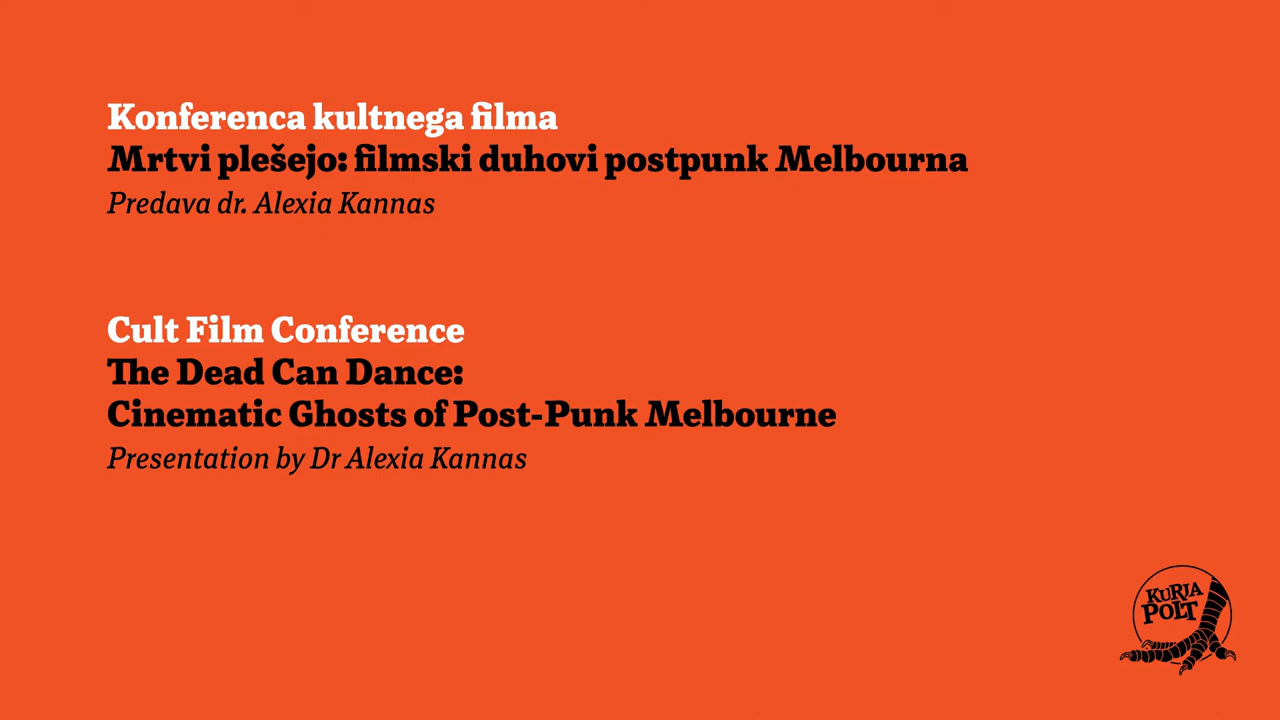 Konferenca kultnega filma
Mrtvi plešejo: filmski duhovi postpunk Melbourna
Predava dr. Alexia Kannas
Cult Film Conference
The Dead Can Dance:
Cinematic Ghosts of Post-Punk Melbourne
Presentation by Dr Alexia Kannas
KURJA
POLT